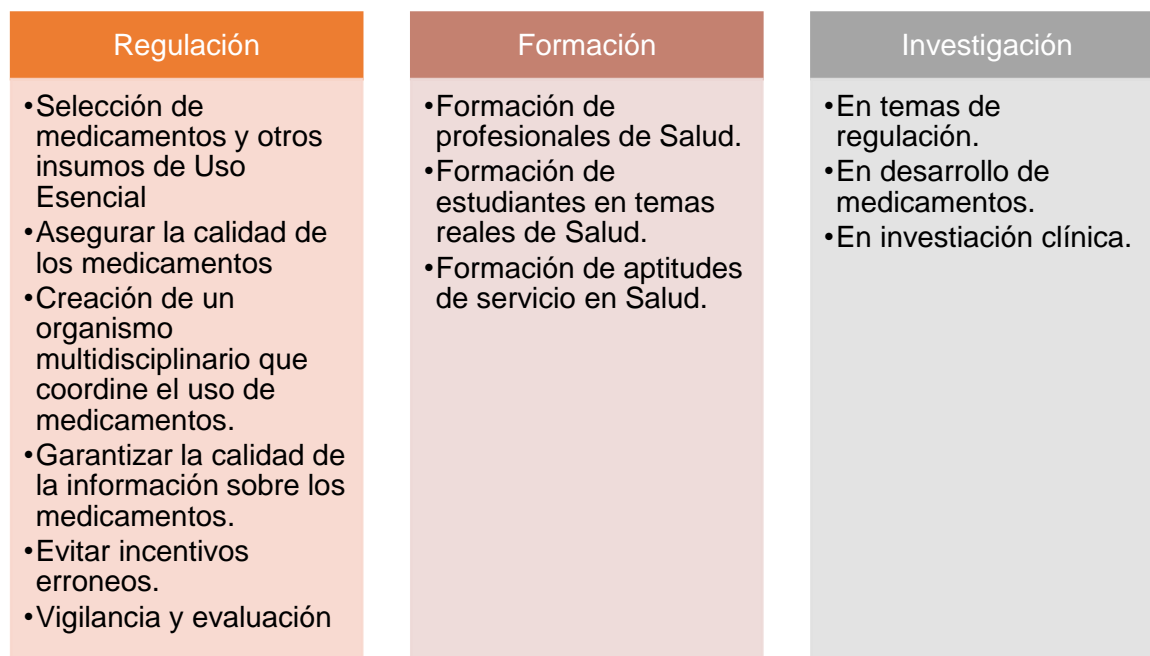 Regulación
•Selección de
medicamentos y otros
insumos de Uso
Esencial
•Asegurar la calidad de
los medicamentos
•Creación de un
organismo
multidisciplinario que
coordine el uso de
medicamentos.
•Garantizar la calidad de
la información sobre los
medicamentos.
•Evitar incentivos
erroneos.
•Vigilancia y evaluación
Formación
•Formación de
profesionales de Salud.
•Formación de
estudiantes en temas
reales de Salud.
•Formación de aptitudes
de servicio en Salud.
Investigación
•En temas de
regulación.
•En desarrollo de
medicamentos.
•En investiación clínica.